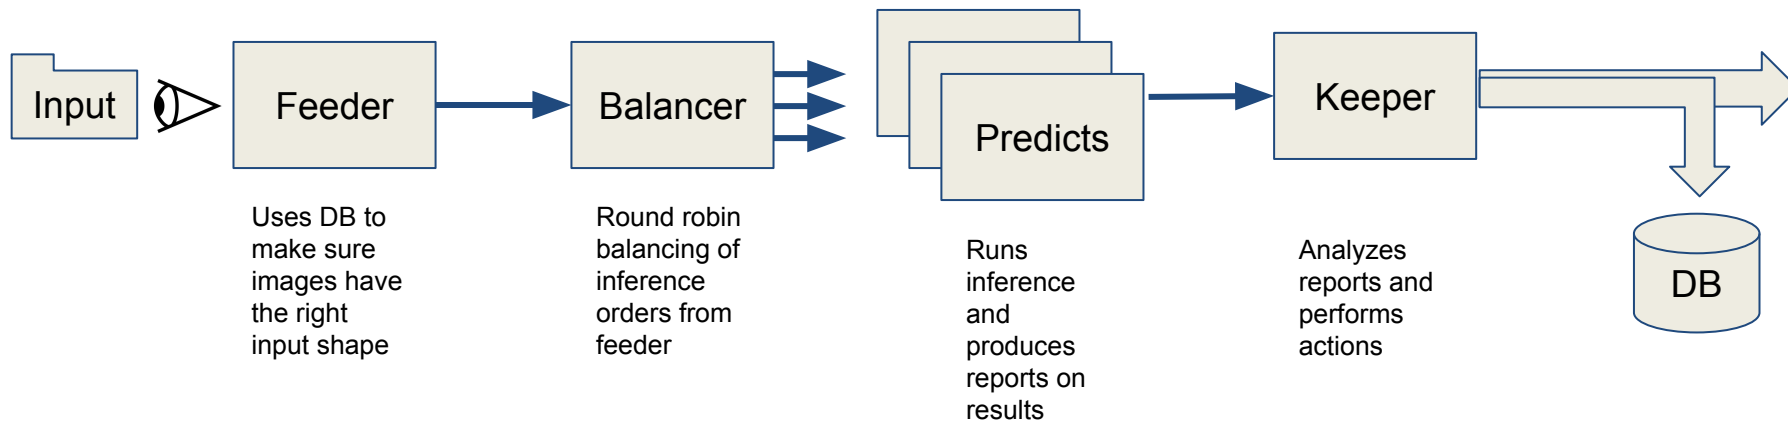 Input
Feeder
Balancer
Predicts
Keeper
DB
Uses DB to
make sure
images have
the right
input shape
Round robin
balancing of
inference
orders from
feeder
Runs
inference
and
produces
reports on
results
Analyzes
reports and
performs
actions